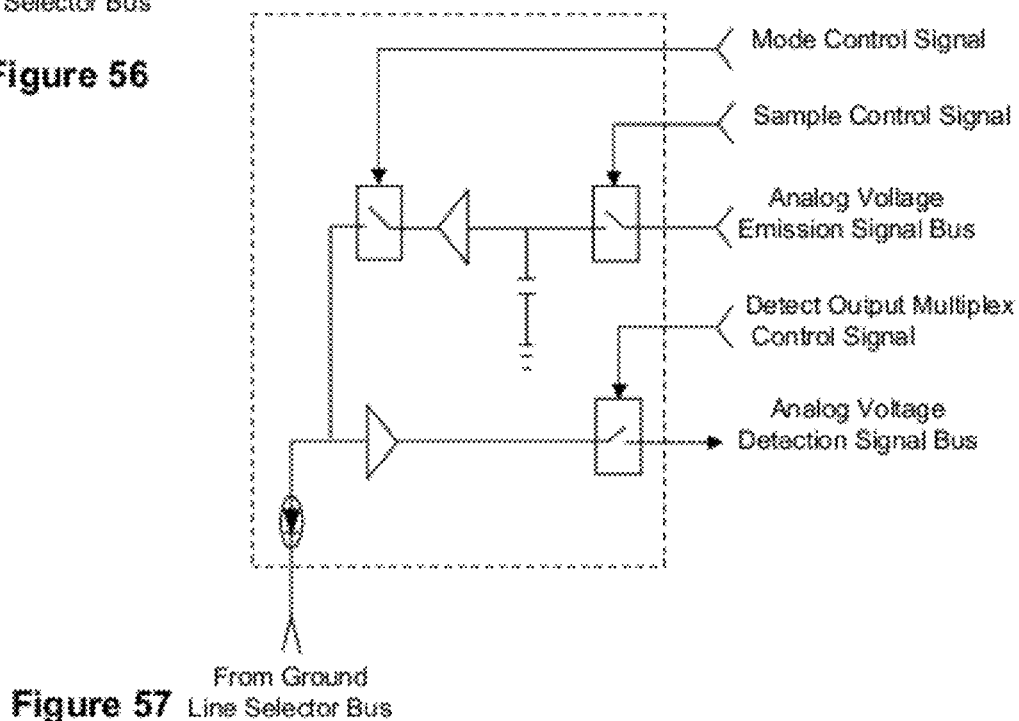 Selector Bus
Figure 56
Mode Control Signal
Sample Control Signal
Analog Voltage
Emission Signal Bus
Detect Output Multiplex
Control Signal
Analog Voltage
Detection Signal Bus
From Ground
Line Selector Bus
Figure 57